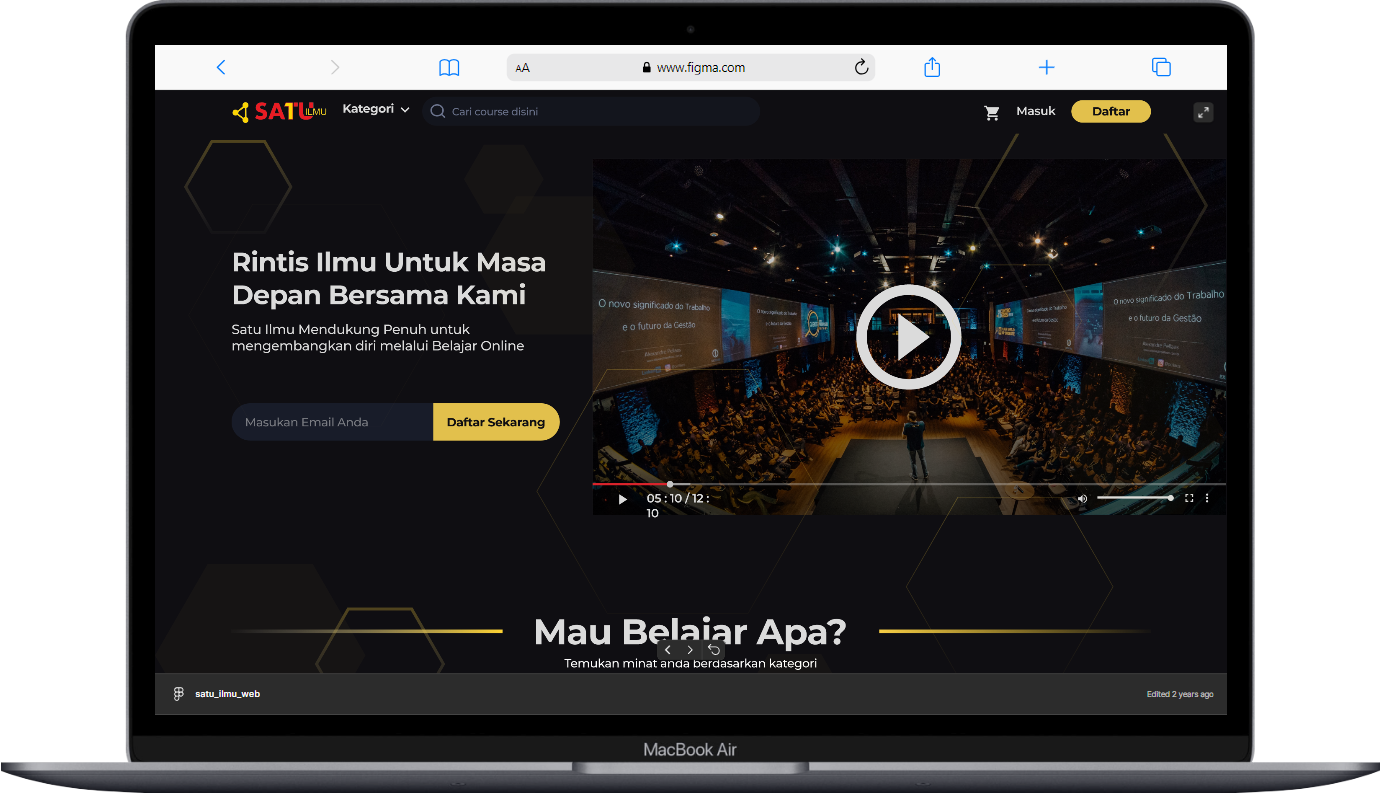 AA
www.figma.com
SATU ILMU
Kategori
Cari course disini
Masuk
Daftar
Rintis Ilmu Untuk Masa
Depan Bersama Kami
Satu Ilmu Mendukung Penuh untuk
mengembangkan diri melalui Belajar Online
Masukan Email Anda
Daftar Sekarang
O novo significado do Trabalho
e o futuro da Gestão
O novo significado do Trabalho
e o futuro da Gestão
05 : 10 / 12 :
10
Mau Belajar Apa?
Temukan minat anda berdasarkan kategori
satu_ilmu_web
Edited 2 years ago
MacBook Air